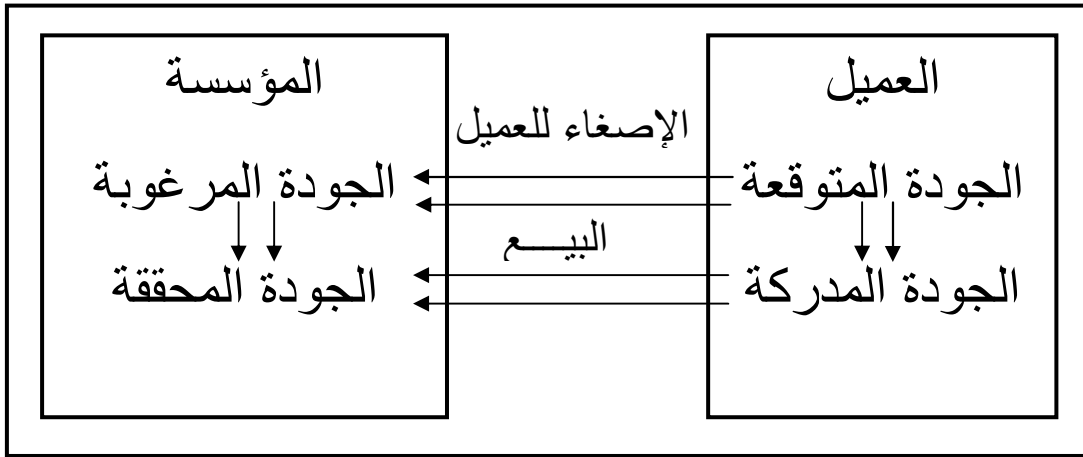 العميل
المؤسسة
الإصغاء للعميل
الجودة المتوقعة
الجودة المرغوبة
البيـــع
الجودة المدركة
الجودة المحققة